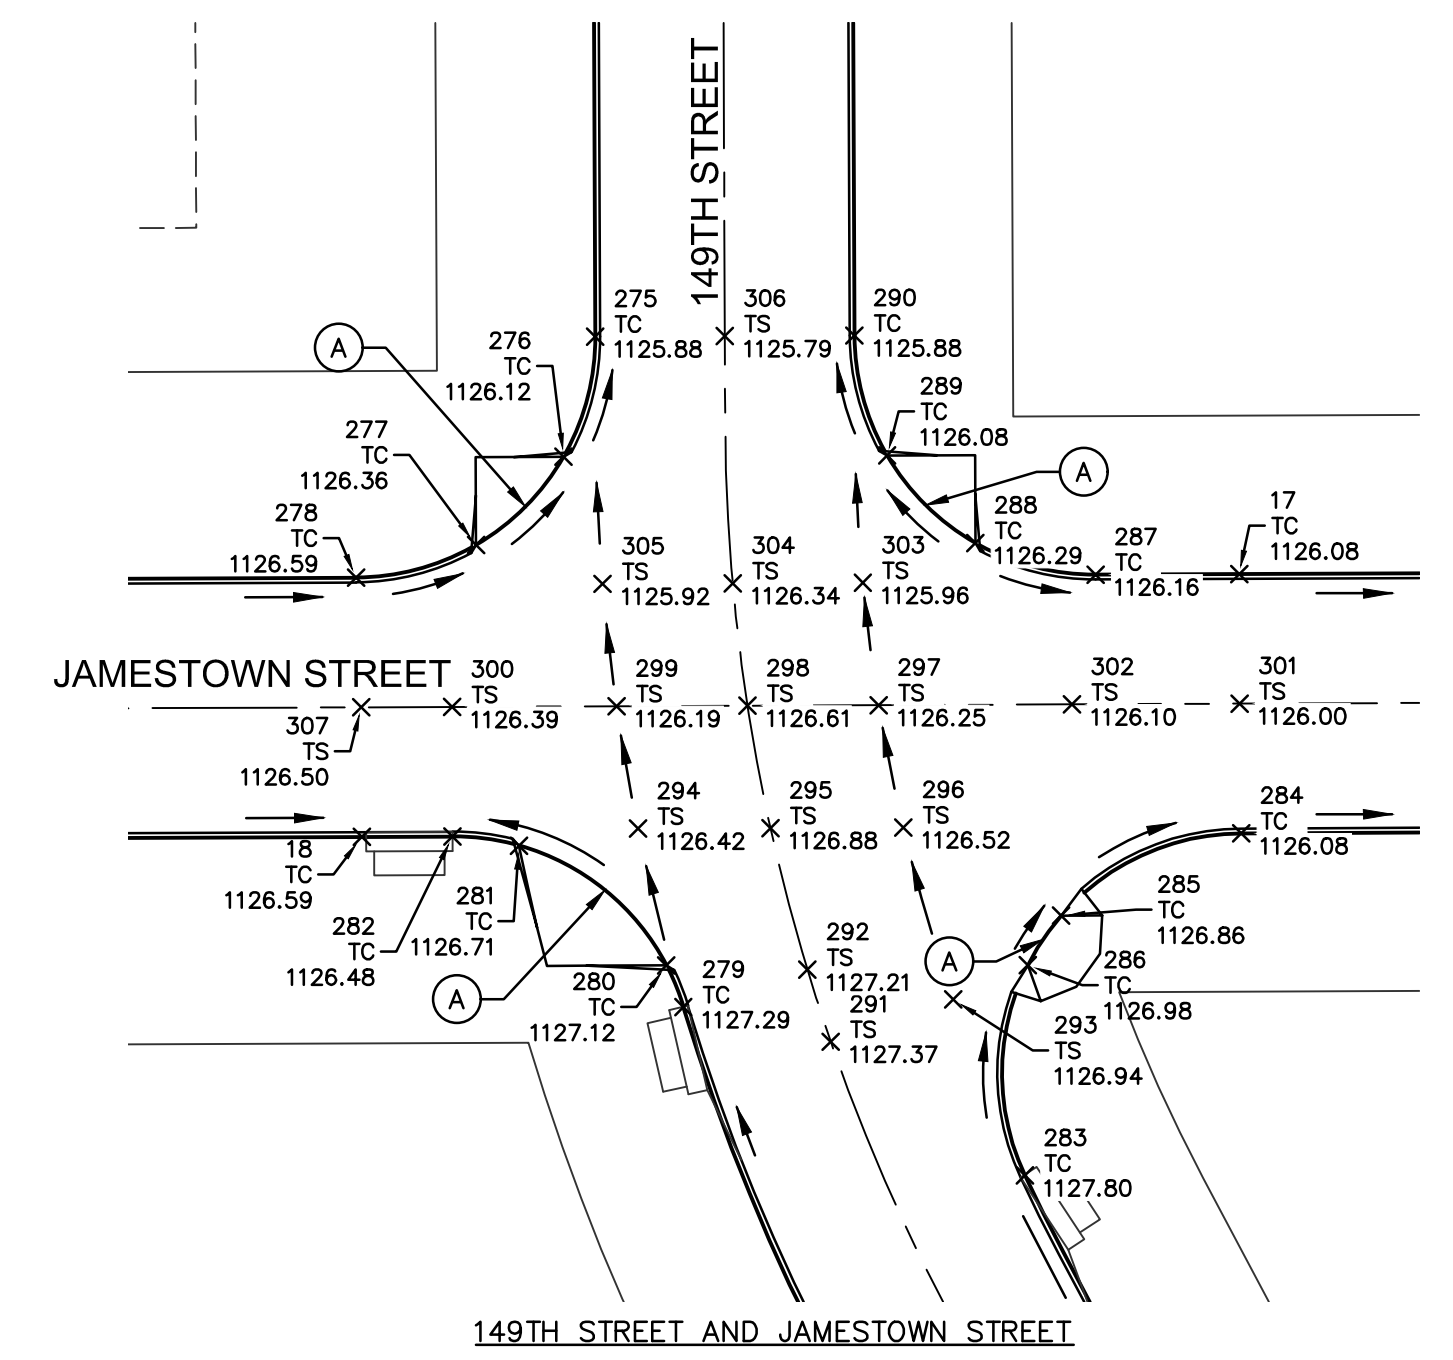 149TH STREET
275
TC
1125.88
306
TS
1125.79
290
TC
1125.88
276
TC
1126.12
A
289
TC
1126.08
277
TC
1126.36
A
278
TC
1126.59
288
TC
1126.29
17
TC
1126.08
287
TC
1126.16
305
TS
1125.92
304
TS
1126.34
303
TS
1125.96
JAMESTOWN STREET
300
TS
1126.39
299
TS
1126.19
298
TS
1126.61
297
TS
1126.25
302
TS
1126.10
301
TS
1126.00
307
TS
1126.50
294
TS
1126.42
295
TS
1126.88
296
TS
1126.52
284
TC
1126.08
18
TC
1126.59
281
TC
1126.71
282
TC
1126.48
285
TC
1126.86
292
TS
1127.21
A
286
TC
1126.98
280
TC
1127.12
279
TC
1127.29
A
291
TS
1127.37
293
TS
1126.94
283
TC
1127.80
149TH STREET AND JAMESTOWN STREET